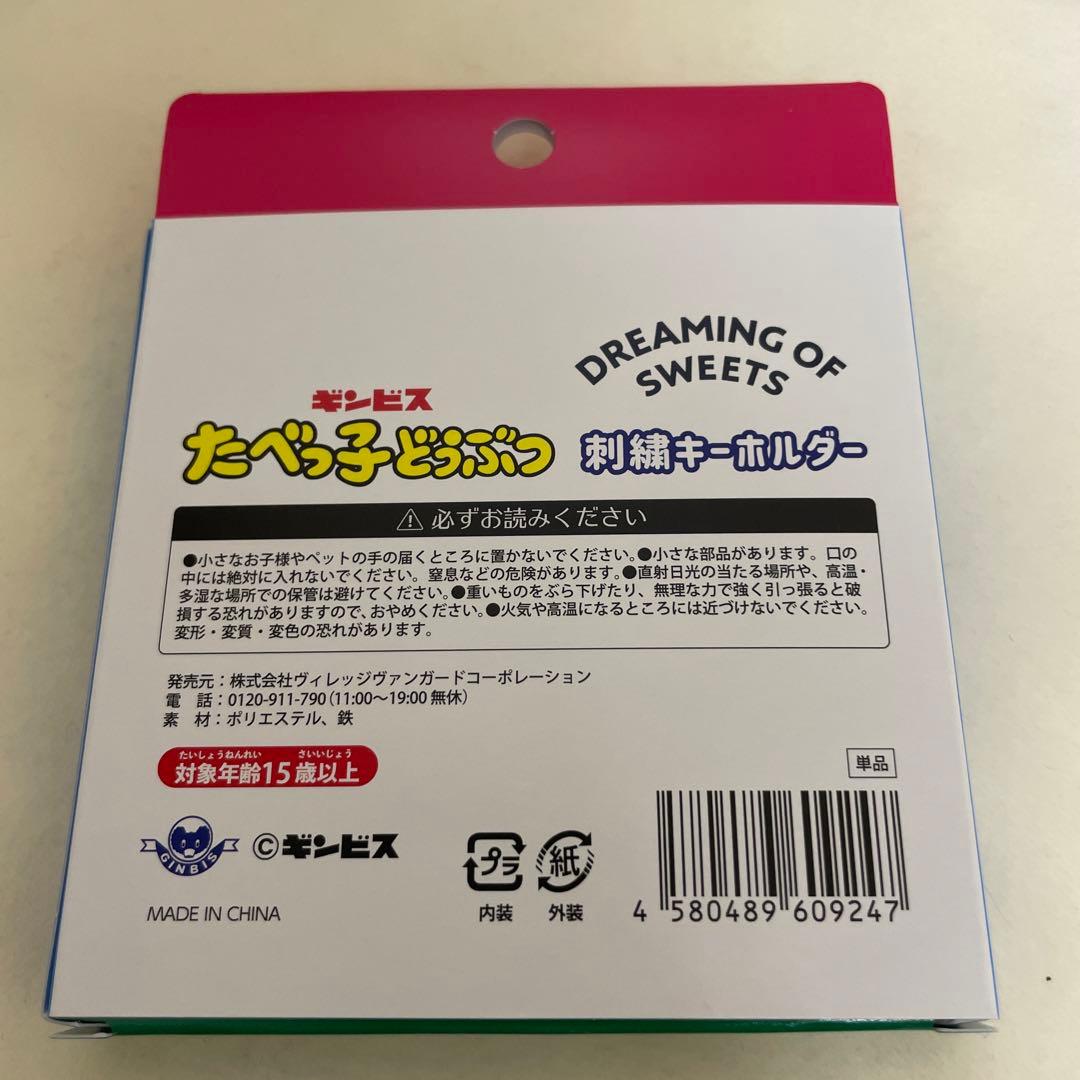 DREAMING OF
SWEETS
ギンビス
たべっ子どうぶつ 刺繍キーホルダー
⚠ 必ずお読みください
●小さなお子様やペットの手の届くところに置かないでください。●小さな部品があります。口の
中には絶対に入れないでください。窒息などの危険があります。●直射日光の当たる場所や、高温・
多湿な場所での保管は避けてください。●重いものをぶら下げたり、無理な力で強く引っ張ると破
損する恐れがありますので、おやめください。●火気や高温になるところには近づけないでください。
変形・変質・変色の恐れがあります。
発売元：株式会社ヴィレッジヴァンガードコーポレーション
電 話：0120-911-790（11:00～19:00 無休）
素 材：ポリエステル、鉄
たいしょうねんれい さいいじょう
対象年齢15歳以上
単品
GINBIS
©ギンビス
プラ 紙
内装 外装
4 580489 609247
MADE IN CHINA